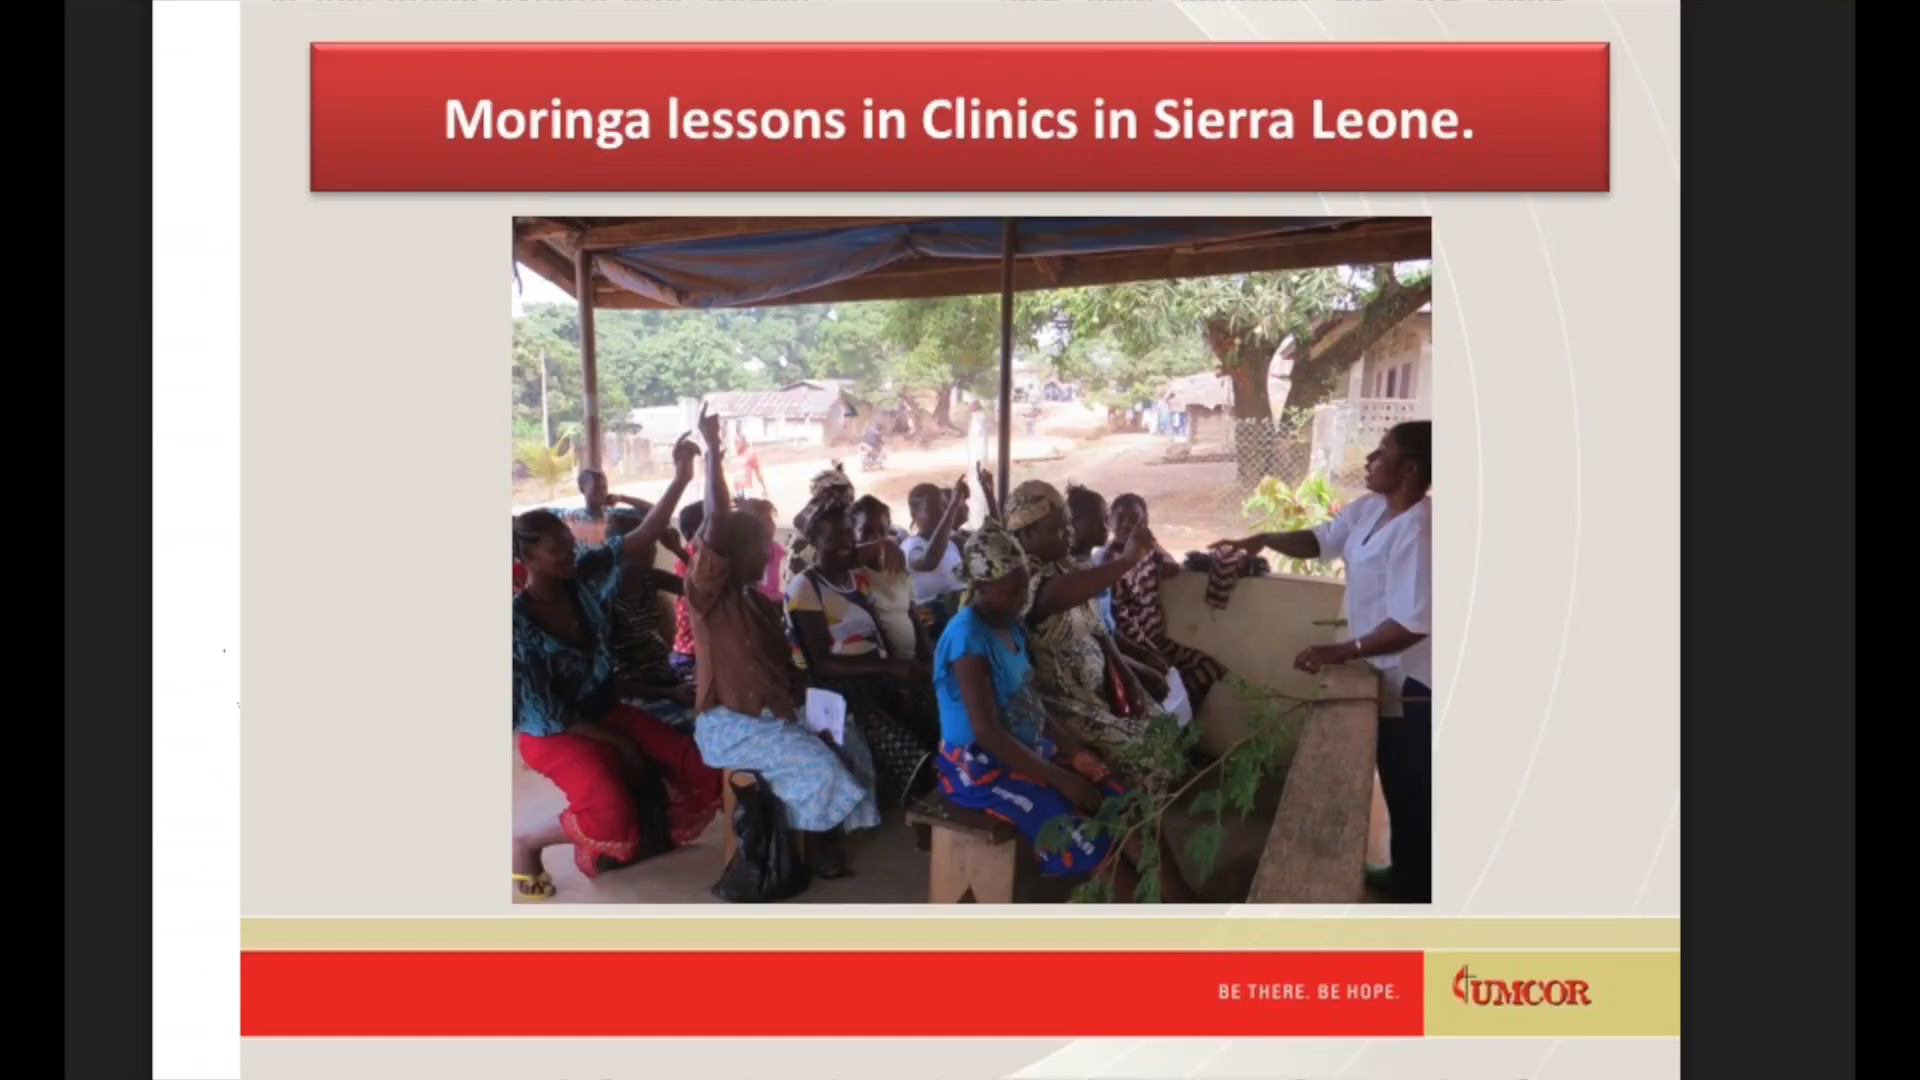 Moringa lessons in Clinics in Sierra Leone.
BE THERE. BE HOPE.
UMCOR